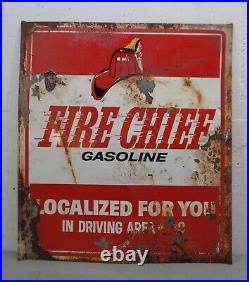 FIRE CHIEF
GASOLINE
LOCALIZED FOR YOU
IN DRIVING AREA